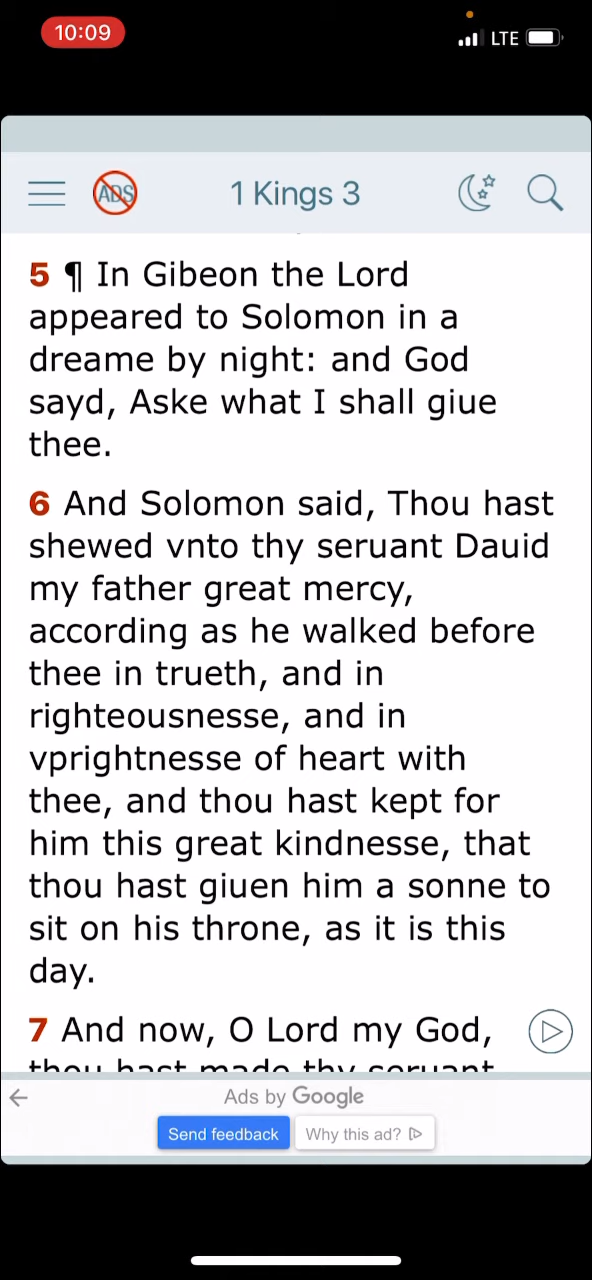 10:09
LTE
ADS
1 Kings 3
5 ¶ In Gibeon the Lord
appeared to Solomon in a
dreame by night: and God
sayd, Aske what I shall giue
thee.
6 And Solomon said, Thou hast
shewed vnto thy seruant Dauid
my father great mercy,
according as he walked before
thee in trueth, and in
righteousnesse, and in
vprightnesse of heart with
thee, and thou hast kept for
him this great kindnesse, that
thou hast giuen him a sonne to
sit on his throne, as it is this
day.
7 And now, O Lord my God,
thou hast made thy seruant
Ads by Google
Send feedback
Why this ad?